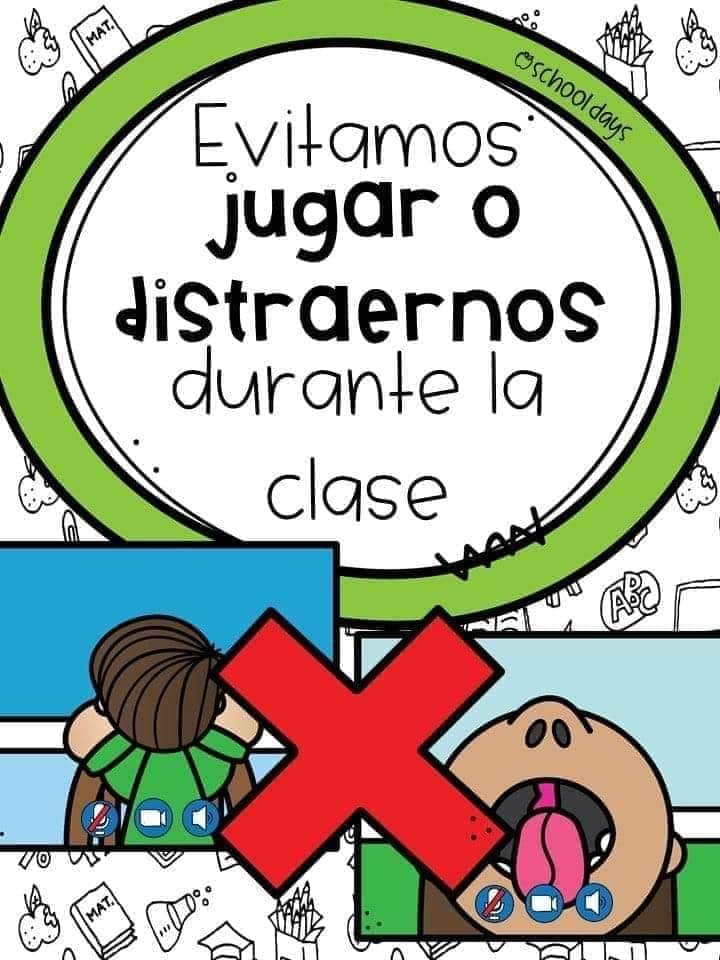 schooldays
Evitamos
jugar o
distraernos
durante la
clase
MAT.
ABC
MAT.